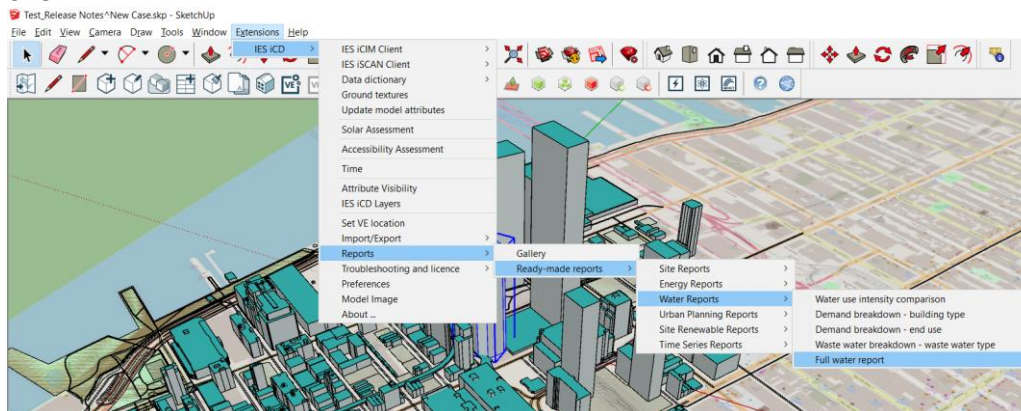 Test_Release Notes^New Case.skp - SketchUp
File Edit View Camera Draw Tools Window Extensions Help
IES iCD
IES iCIM Client
IES iSCAN Client
Data dictionary
Ground textures
Update model attributes
Solar Assessment
Accessibility Assessment
Time
Attribute Visibility
IES iCD Layers
Set VE location
Import/Export
Reports
Troubleshooting and licence
Preferences
Model Image
About ...
Gallery
Ready-made reports
Site Reports
Energy Reports
Water Reports
Urban Planning Reports
Site Renewable Reports
Time Series Reports
Water use intensity comparison
Demand breakdown - building type
Demand breakdown - end use
Waste water breakdown - waste water type
Full water report